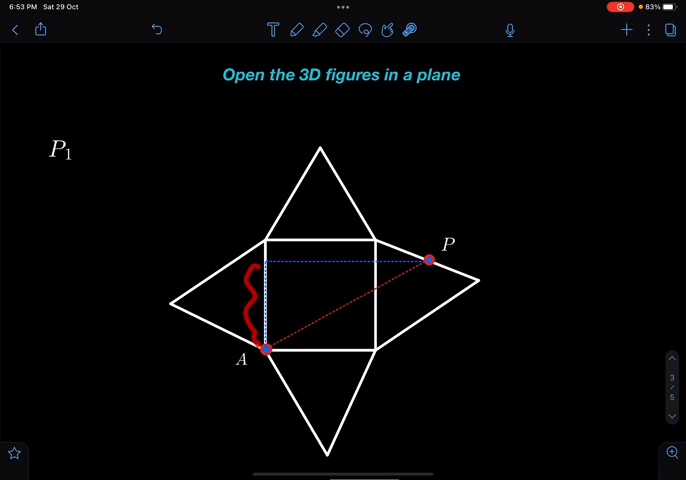 6:53 PM Sat 29 Oct
83%
Open the 3D figures in a plane
P₁
P
A
3
/
5